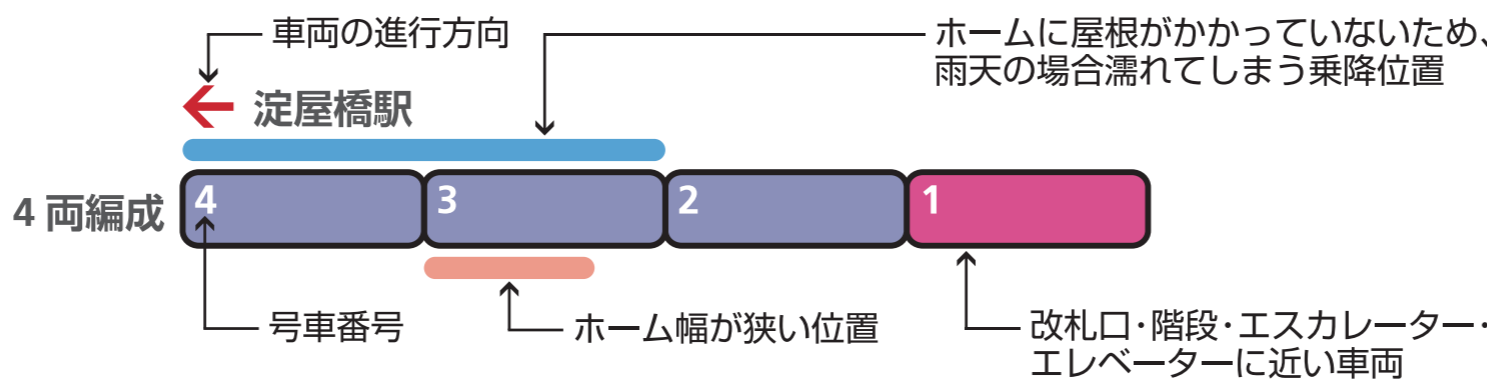 車両の進行方向
ホームに屋根がかかっていないため、
雨天の場合濡れてしまう乗降位置
淀屋橋駅
4 両編成
4
3
2
1
号車番号
ホーム幅が狭い位置
改札口・階段・エスカレーター・
エレベーターに近い車両